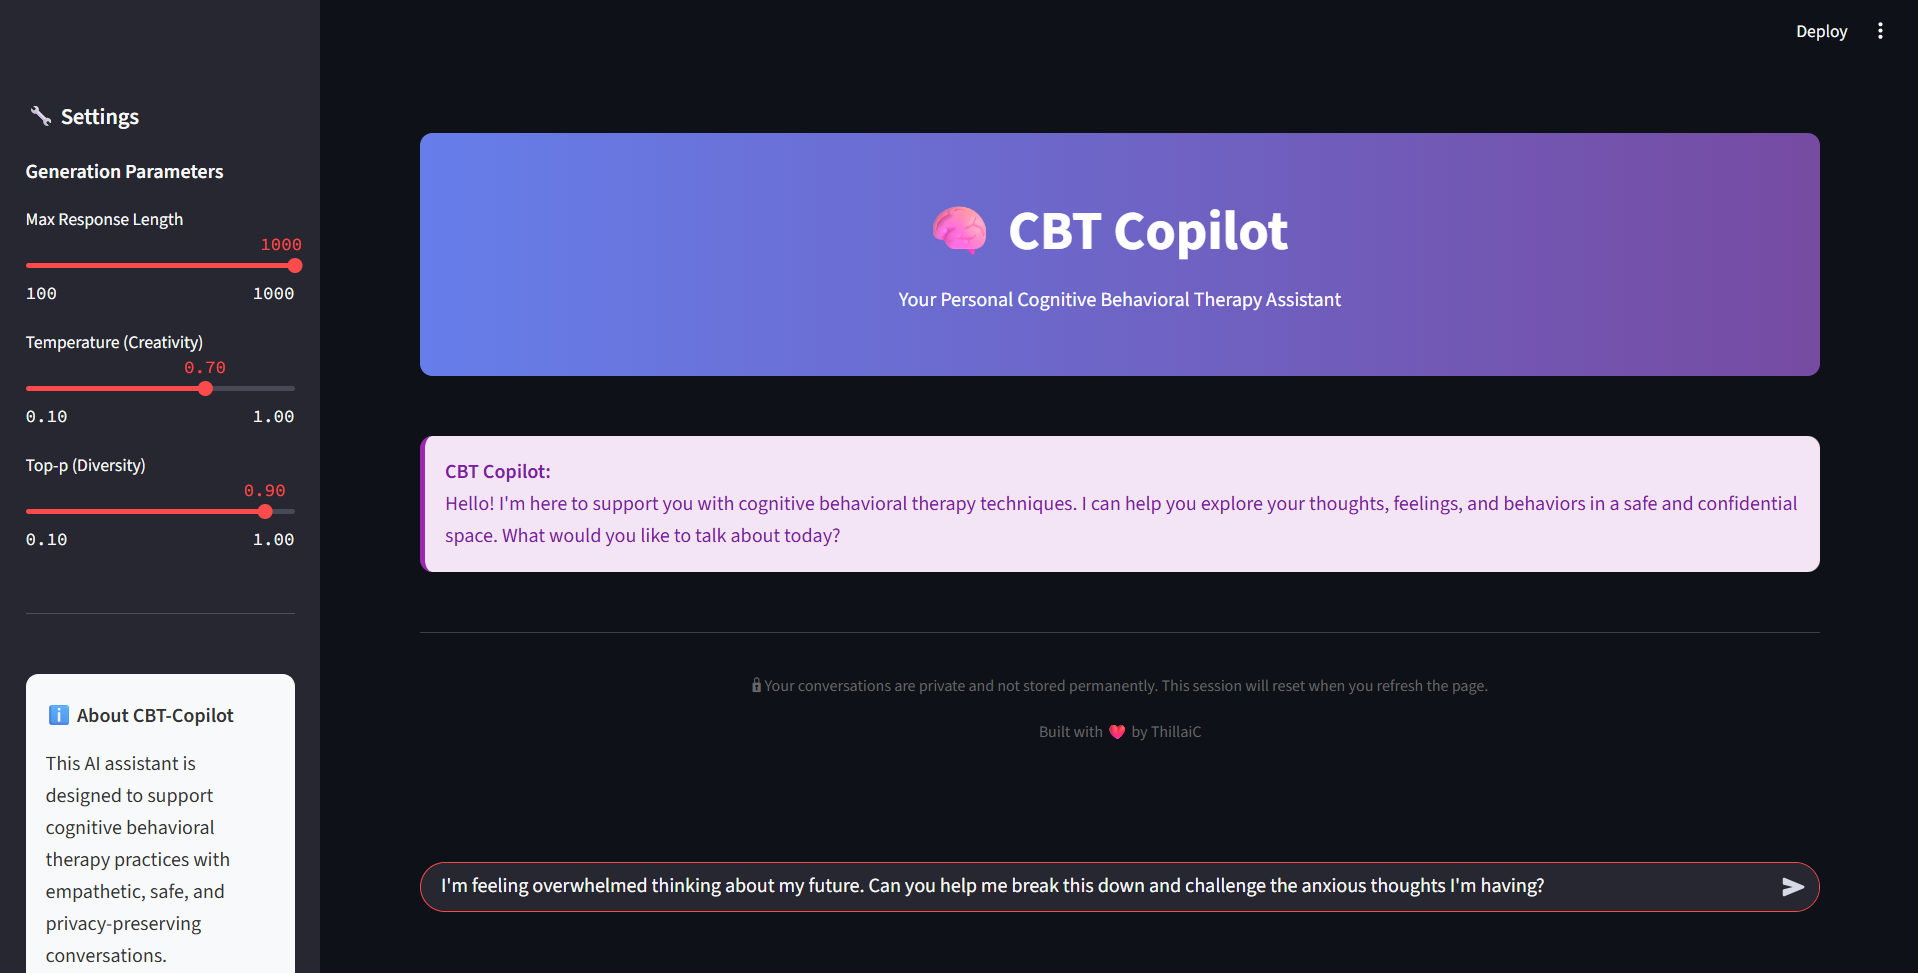 Deploy
Settings
Generation Parameters
Max Response Length
1000
100 1000
Temperature (Creativity)
0.70
0.10 1.00
Top-p (Diversity)
0.90
0.10 1.00
About CBT-Copilot
This AI assistant is
designed to support
cognitive behavioral
therapy practices with
empathetic, safe, and
privacy-preserving
conversations.
CBT Copilot
Your Personal Cognitive Behavioral Therapy Assistant
CBT Copilot:
Hello! I'm here to support you with cognitive behavioral therapy techniques. I can help you explore your thoughts, feelings, and behaviors in a safe and confidential
space. What would you like to talk about today?
Your conversations are private and not stored permanently. This session will reset when you refresh the page.
Built with ❤️ by ThillaiC
I'm feeling overwhelmed thinking about my future. Can you help me break this down and challenge the anxious thoughts I'm having?